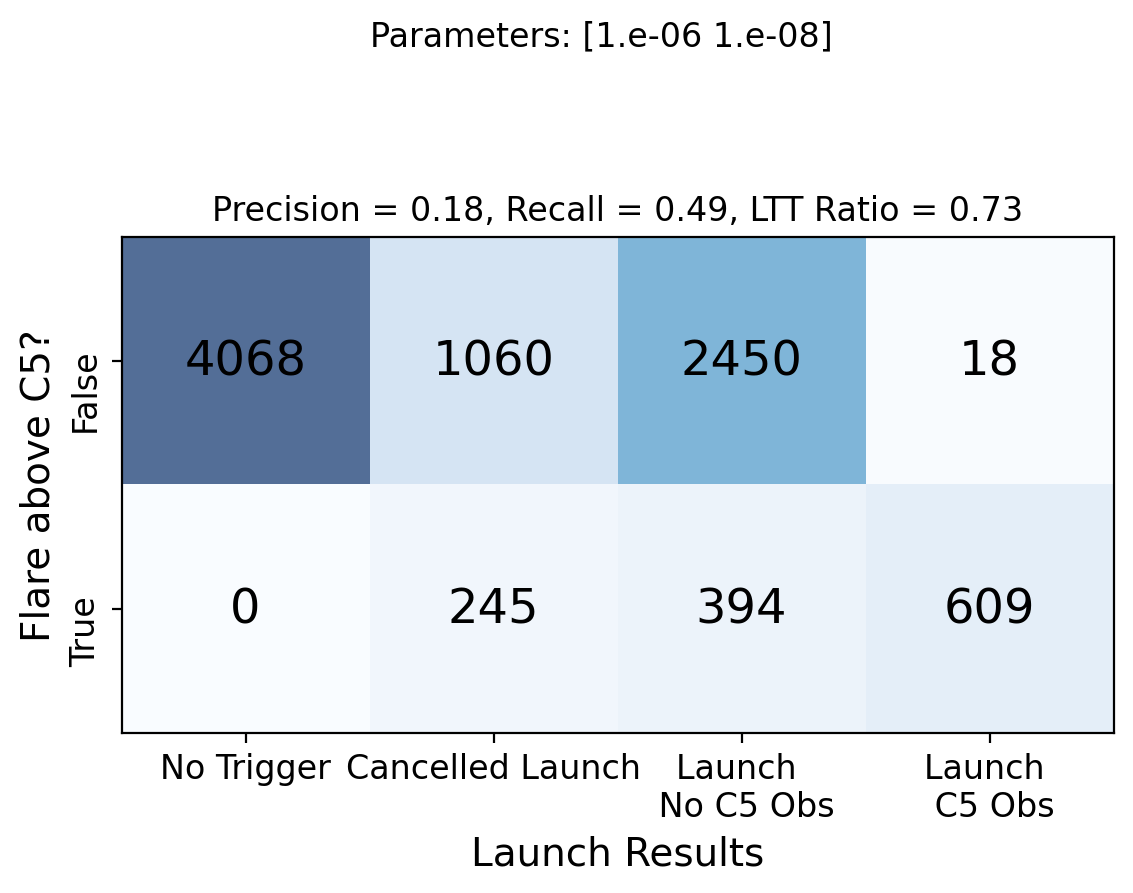 Parameters: [1.e-06 1.e-08]
Precision = 0.18, Recall = 0.49, LTT Ratio = 0.73
Flare above C5?
False
4068 1060 2450 18
True
0 245 394 609
No Trigger Cancelled Launch Launch Launch
No C5 Obs C5 Obs
Launch Results